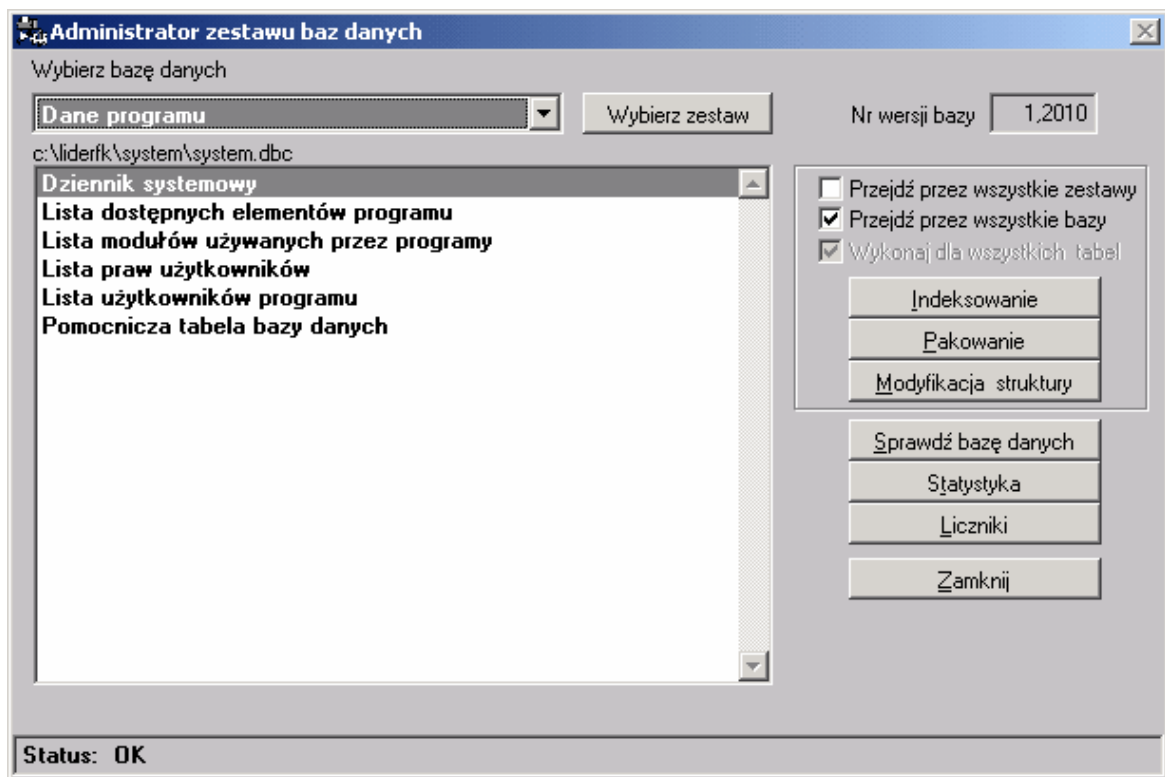 Administrator zestawu baz danych
Wybierz bazę danych
Dane programu
Wybierz zestaw
Nr wersji bazy 1,2010
c:\liderfk\system\system.dbc
Dziennik systemowy
Lista dostępnych elementów programu
Lista modułów używanych przez programy
Lista praw użytkowników
Lista użytkowników programu
Pomocnicza tabela bazy danych
Przejdź przez wszystkie zestawy
Przejdź przez wszystkie bazy
Wykonaj dla wszystkich tabel
Indeksowanie
Pakowanie
Modyfikacja struktury
Sprawdź bazę danych
Statystyka
Liczniki
Zamknij
Status: OK